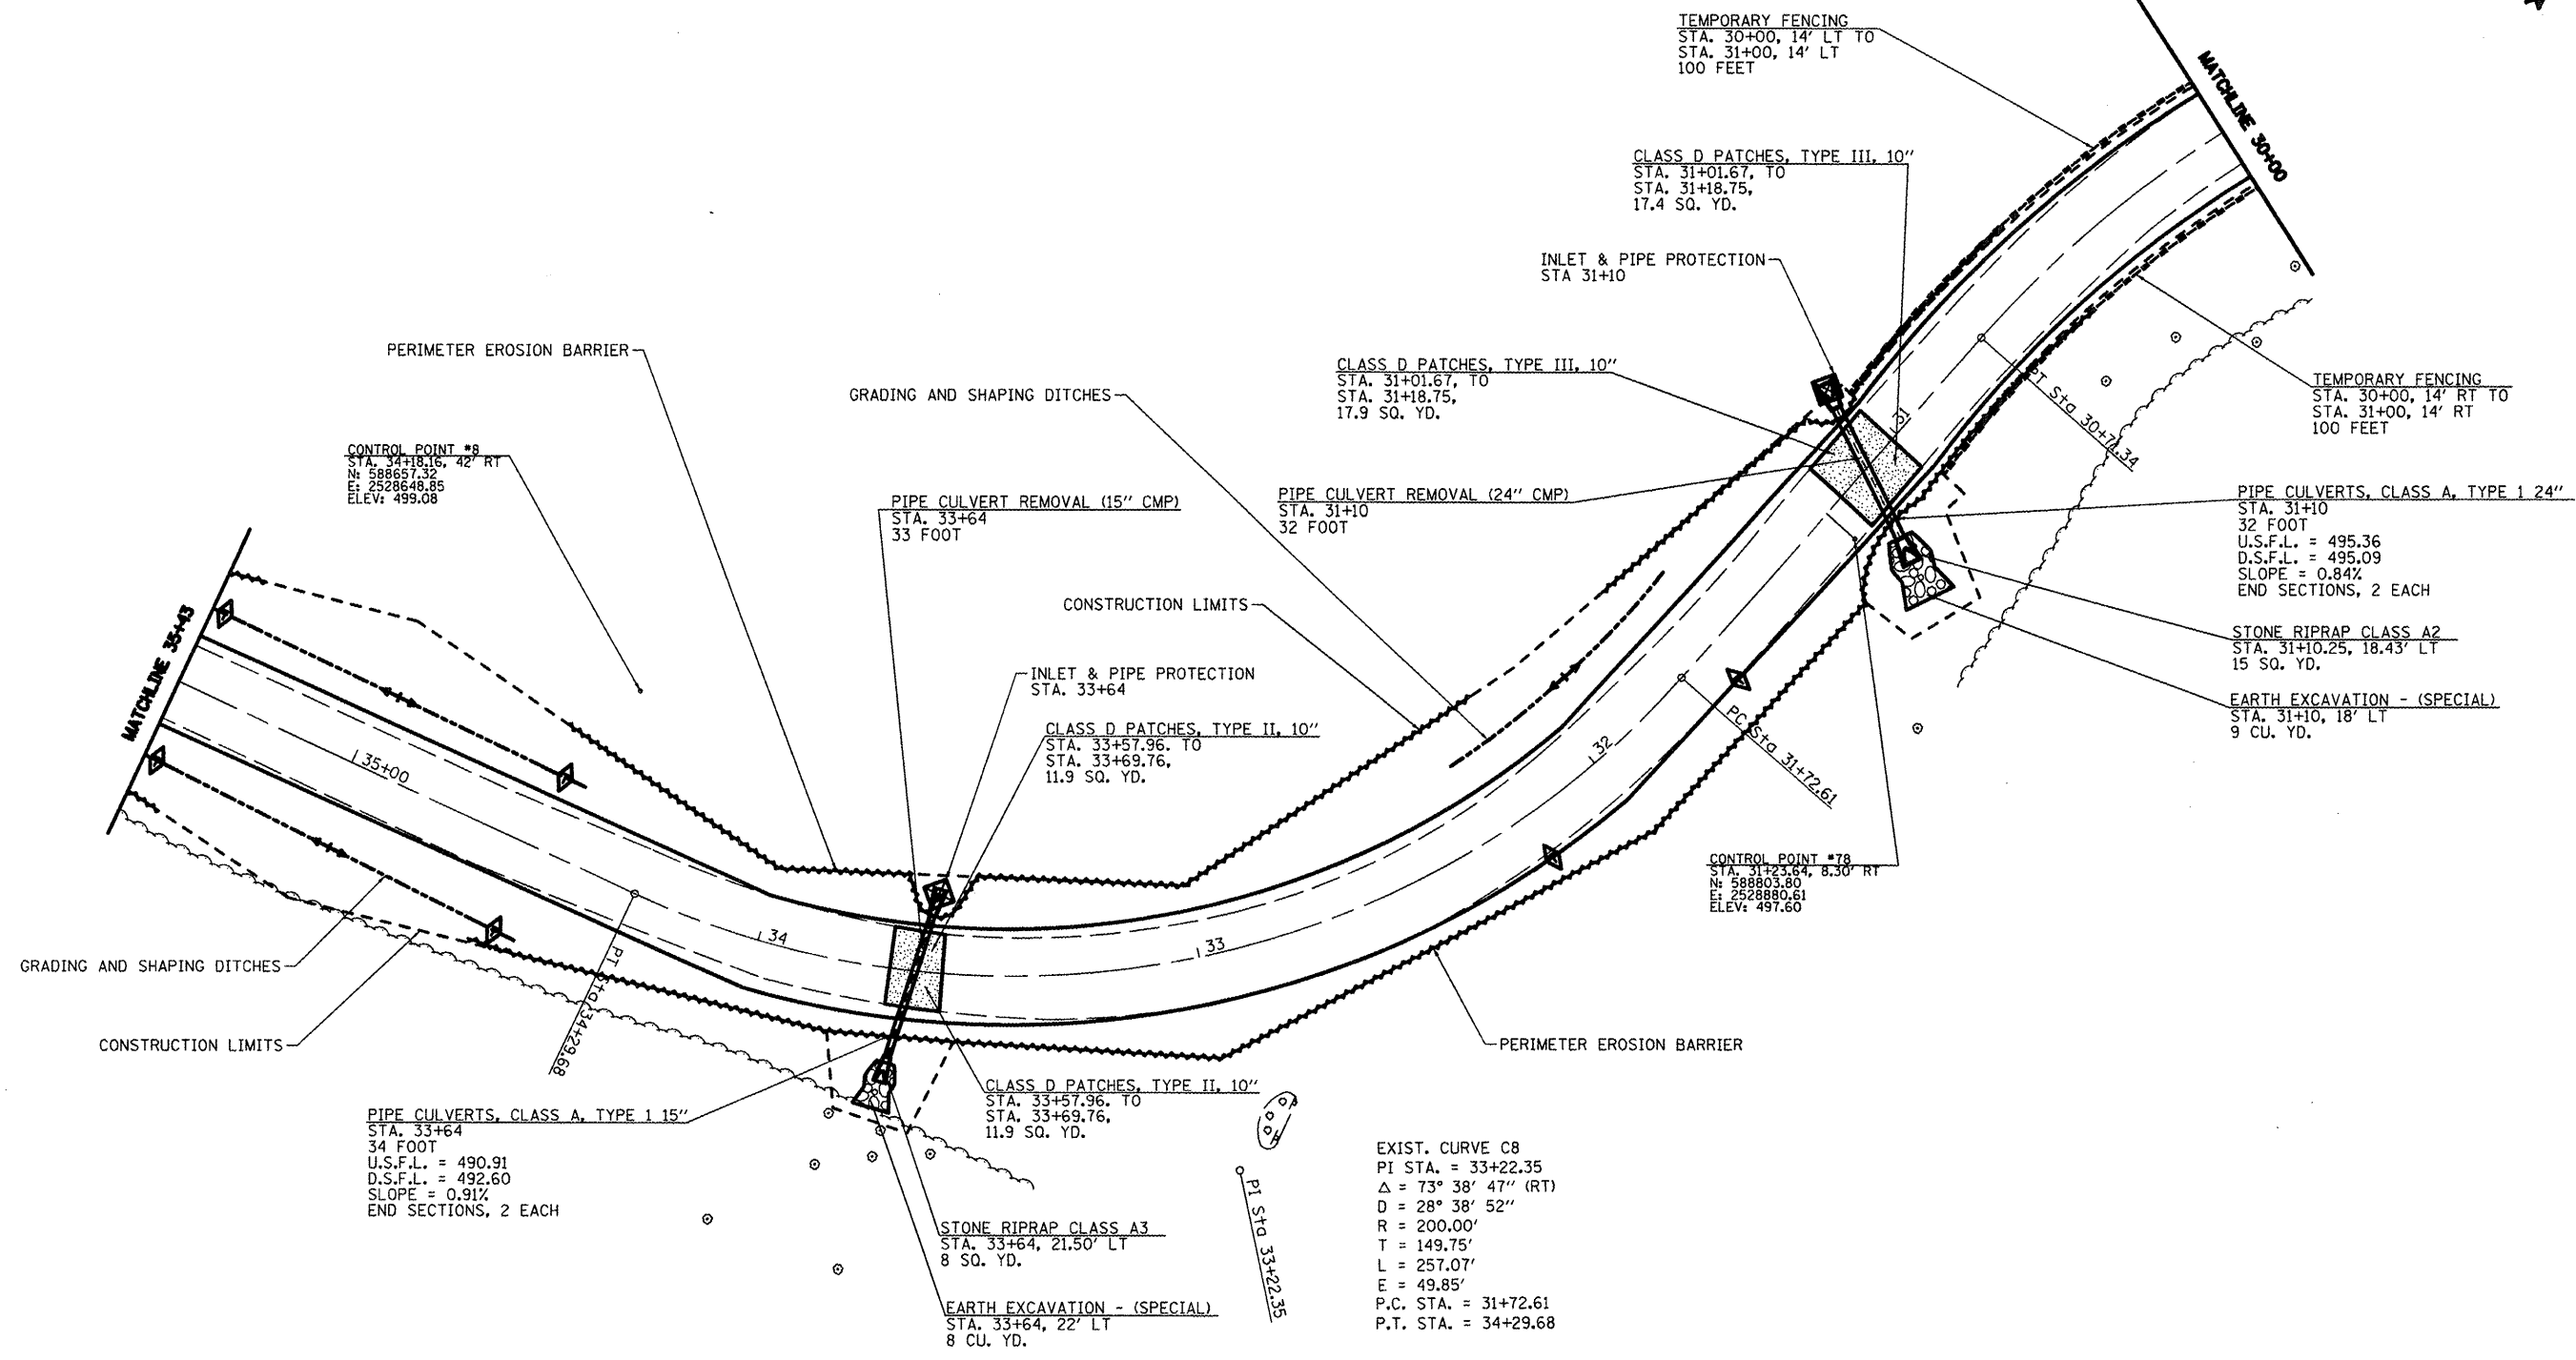 TEMPORARY FENCING
STA. 30+00, 14' LT TO
STA. 31+00, 14' LT
100 FEET
MATCHLINE 30+00
CLASS D PATCHES, TYPE III, 10"
STA. 31+01.67, TO
STA. 31+18.75,
17.4 SQ. YD.
INLET & PIPE PROTECTION
STA 31+10
PERIMETER EROSION BARRIER
CLASS D PATCHES, TYPE III, 10"
STA. 31+01.67, TO
STA. 31+18.75,
17.9 SQ. YD.
GRADING AND SHAPING DITCHES
31
PT Sta 30+71.34
TEMPORARY FENCING
STA. 30+00, 14' RT TO
STA. 31+00, 14' RT
100 FEET
CONTROL POINT #8
STA. 34+18.16, 42' RT
N: 588657.32
E: 2528648.85
ELEV: 499.08
PIPE CULVERT REMOVAL (15" CMP)
STA. 33+64
33 FOOT
PIPE CULVERT REMOVAL (24" CMP)
STA. 31+10
32 FOOT
PIPE CULVERTS, CLASS A, TYPE 1 24"
STA. 31+10
32 FOOT
U.S.F.L. = 495.36
D.S.F.L. = 495.09
SLOPE = 0.84%
END SECTIONS, 2 EACH
CONSTRUCTION LIMITS
STONE RIPRAP CLASS A2
STA. 31+10.25, 18.43' LT
15 SQ. YD.
MATCHLINE 35+43
INLET & PIPE PROTECTION
STA. 33+64
EARTH EXCAVATION - (SPECIAL)
STA. 31+10, 18' LT
9 CU. YD.
CLASS D PATCHES, TYPE II, 10"
STA. 33+57.96. TO
STA. 33+69.76,
11.9 SQ. YD.
PC Sta 31+72.61
32
35+00
CONTROL POINT #78
STA. 31+23.64, 8.30' RT
N: 588803.80
E: 2528880.61
ELEV: 497.60
34
33
GRADING AND SHAPING DITCHES
PT Sta 34+29.68
CONSTRUCTION LIMITS
PERIMETER EROSION BARRIER
CLASS D PATCHES, TYPE II, 10"
STA. 33+57.96. TO
STA. 33+69.76,
11.9 SQ. YD.
PIPE CULVERTS, CLASS A, TYPE 1 15"
STA. 33+64
34 FOOT
U.S.F.L. = 490.91
D.S.F.L. = 492.60
SLOPE = 0.91%
END SECTIONS, 2 EACH
EXIST. CURVE C8
PI STA. = 33+22.35
Δ = 73° 38' 47" (RT)
D = 28° 38' 52"
R = 200.00'
T = 149.75'
L = 257.07'
E = 49.85'
P.C. STA. = 31+72.61
P.T. STA. = 34+29.68
PI Sta 33+22.35
STONE RIPRAP CLASS A3
STA. 33+64, 21.50' LT
8 SQ. YD.
EARTH EXCAVATION - (SPECIAL)
STA. 33+64, 22' LT
8 CU. YD.